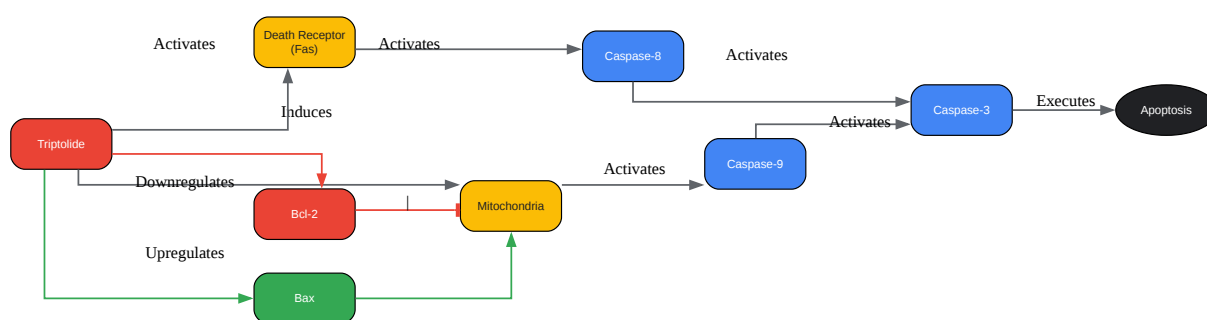 Death Receptor
(Fas)
Activates
Activates
Caspase-8
Activates
Induces
Caspase-3
Executes
Apoptosis
Activates
Triptolide
Caspase-9
Activates
Downregulates
Bcl-2
Mitochondria
Upregulates
Bax